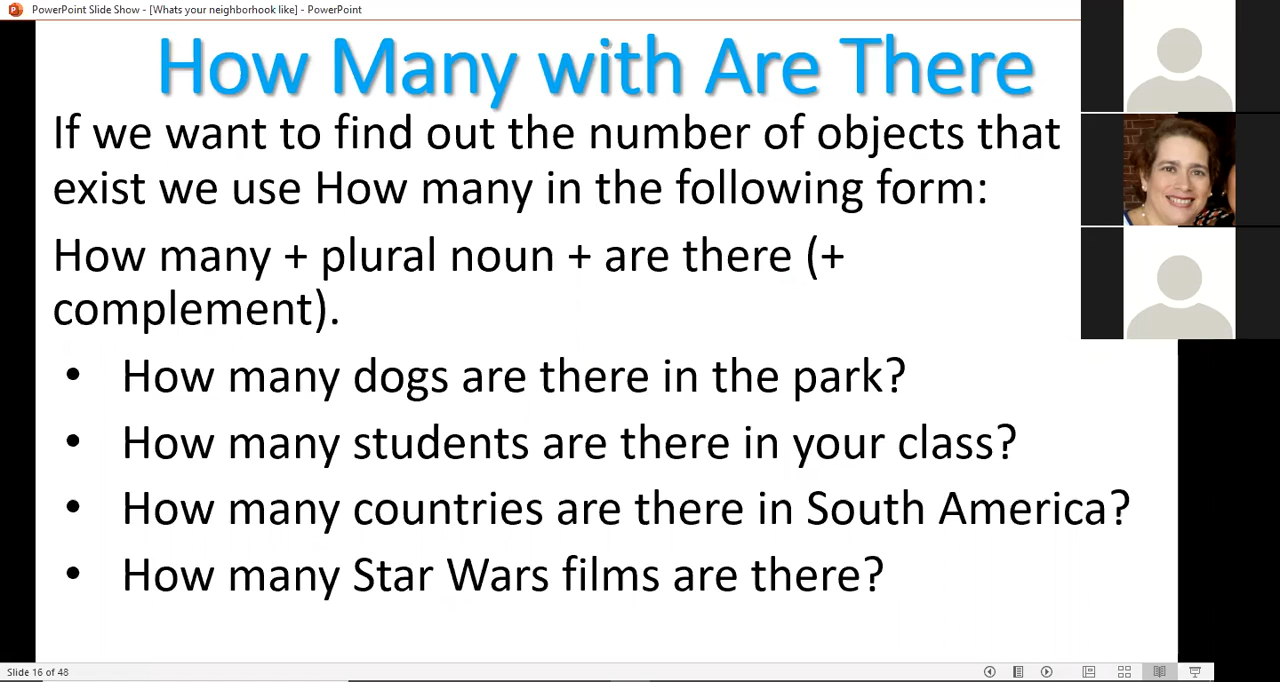 PowerPoint Slide Show - [Whats your neighborhook like] - PowerPoint
How Many with Are There
If we want to find out the number of objects that
exist we use How many in the following form:
How many + plural noun + are there (+
complement).
• How many dogs are there in the park?
• How many students are there in your class?
• How many countries are there in South America?
• How many Star Wars films are there?
Slide 16 of 48